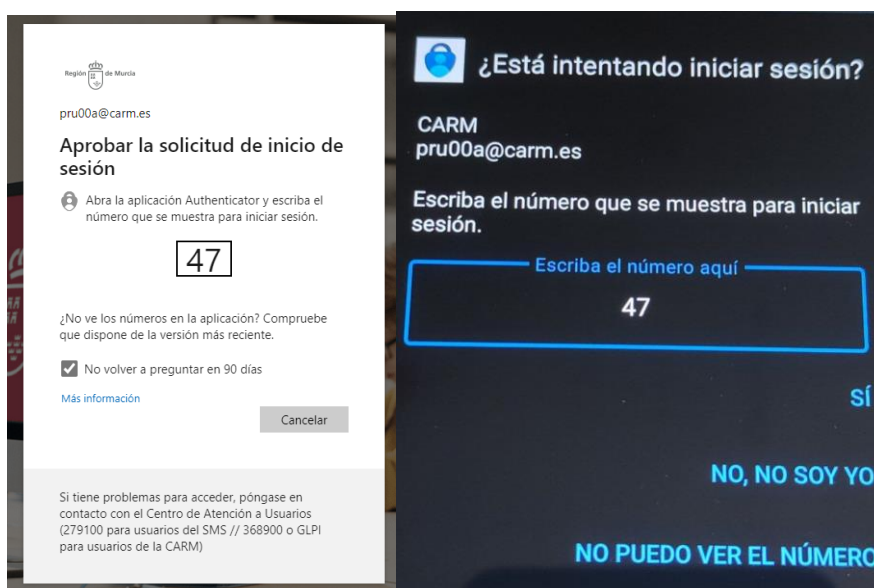 Región de Murcia
pru00a@carm.es
Aprobar la solicitud de inicio de
sesión
Abra la aplicación Authenticator y escriba el
número que se muestra para iniciar sesión.
47
¿No ve los números en la aplicación? Compruebe
que dispone de la versión más reciente.
No volver a preguntar en 90 días
Más información
Cancelar
Si tiene problemas para acceder, póngase en
contacto con el Centro de Atención a Usuarios
(279100 para usuarios del SMS // 368900 o GLPI
para usuarios de la CARM)
¿Está intentando iniciar sesión?
CARM
pru00a@carm.es
Escriba el número que se muestra para iniciar
sesión.
Escriba el número aquí
47
SÍ
NO, NO SOY YO
NO PUEDO VER EL NÚMERO